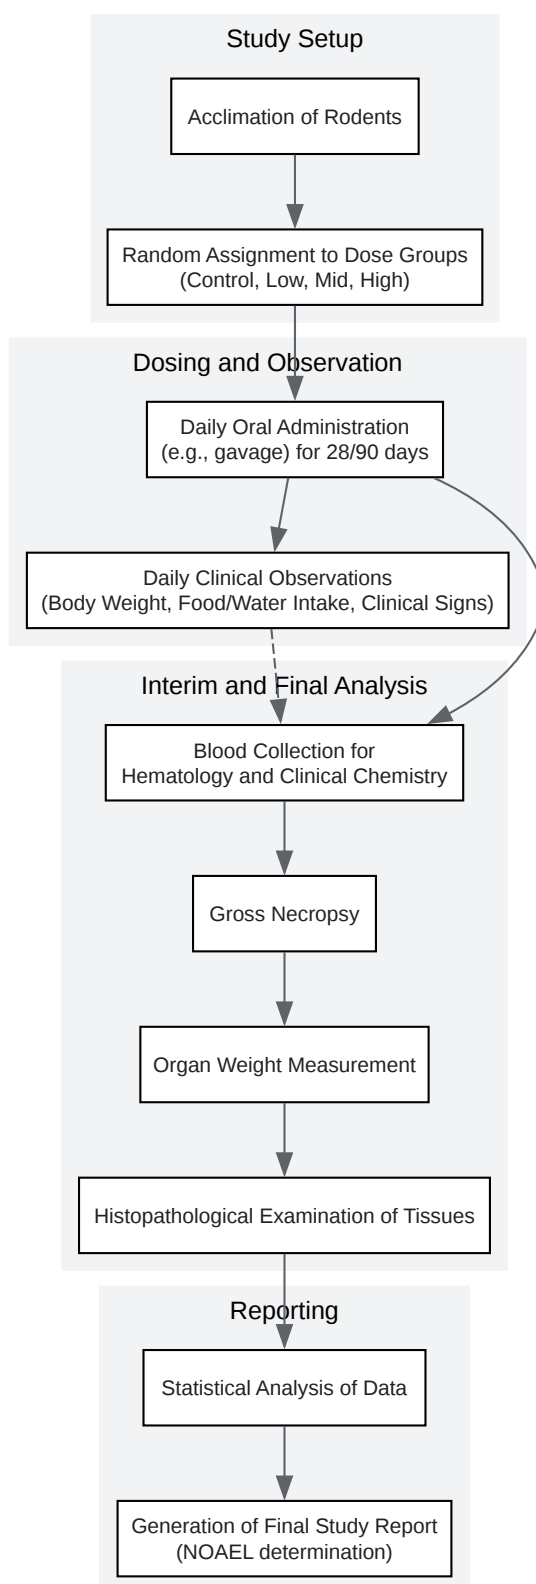 Study Setup
Acclimation of Rodents
Random Assignment to Dose Groups
(Control, Low, Mid, High)
Dosing and Observation
Daily Oral Administration
(e.g., gavage) for 28/90 days
Daily Clinical Observations
(Body Weight, Food/Water Intake, Clinical Signs)
Interim and Final Analysis
Blood Collection for
Hematology and Clinical Chemistry
Gross Necropsy
Organ Weight Measurement
Histopathological Examination of Tissues
Reporting
Statistical Analysis of Data
Generation of Final Study Report
(NOAEL determination)